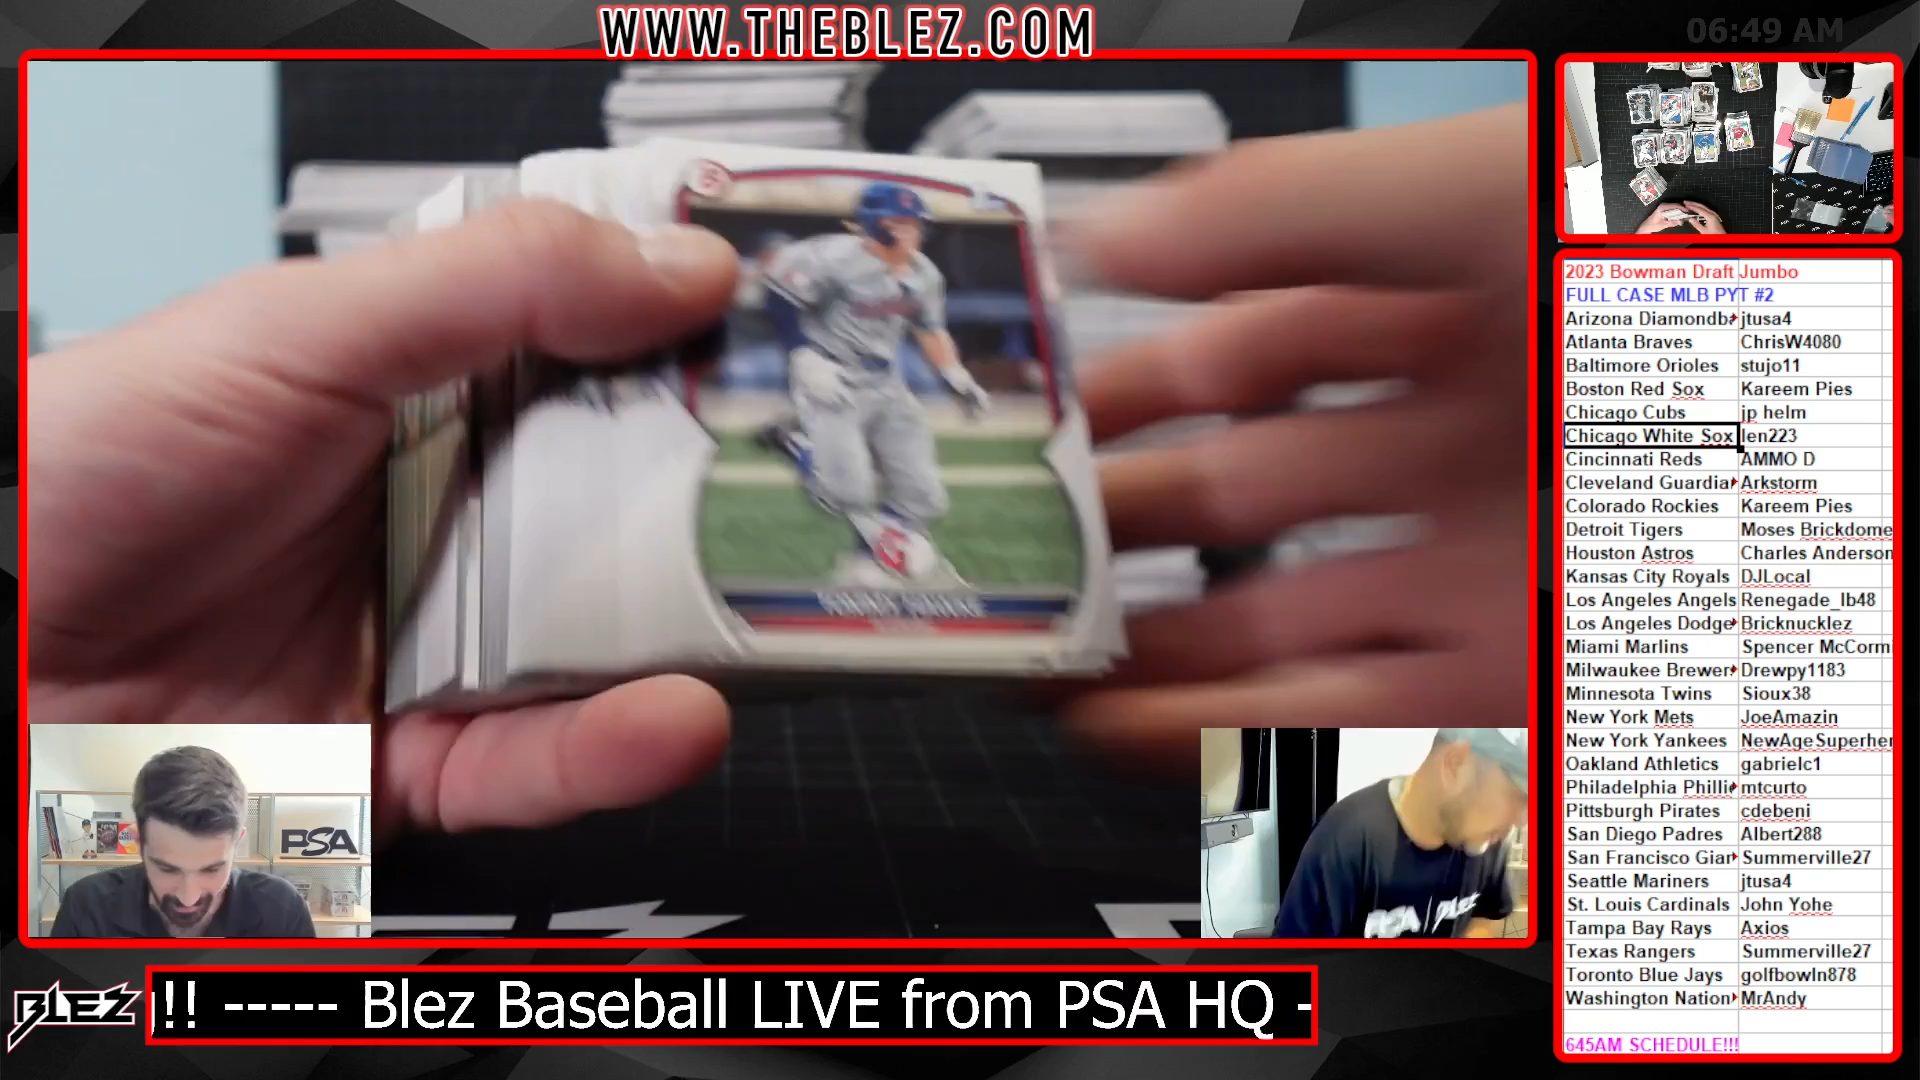 WWW.THEBLEZ.COM
06:49 AM
2023 Bowman Draft Jumbo
FULL CASE MLB PYT #2
Arizona Diamondba jtusa4
Atlanta Braves ChrisW4080
Baltimore Orioles stujo11
Boston Red Sox Kareem Pies
Chicago Cubs jp helm
Chicago White Sox len223
Cincinnati Reds AMMO D
Cleveland Guardia Arkstorm
Colorado Rockies Kareem Pies
Detroit Tigers Moses Brickdome
Houston Astros Charles Anderson
Kansas City Royals DJLocal
Los Angeles Angels Renegade_lb48
Los Angeles Dodge Bricknucklez
Miami Marlins Spencer McCormi
Milwaukee Brewer Drewpy1183
Minnesota Twins Sioux38
New York Mets JoeAmazin
New York Yankees NewAgeSuperher
Oakland Athletics gabrielc1
Philadelphia Phillie mtcurto
Pittsburgh Pirates cdebeni
San Diego Padres Albert288
San Francisco Gian Summerville27
Seattle Mariners jtusa4
St. Louis Cardinals John Yohe
Tampa Bay Rays Axios
Texas Rangers Summerville27
Toronto Blue Jays golfbowln878
Washington Nation MrAndy
645AM SCHEDULE!!!
PSA
PSA | BLEZ
BLEZ
!! ----- Blez Baseball LIVE from PSA HQ -